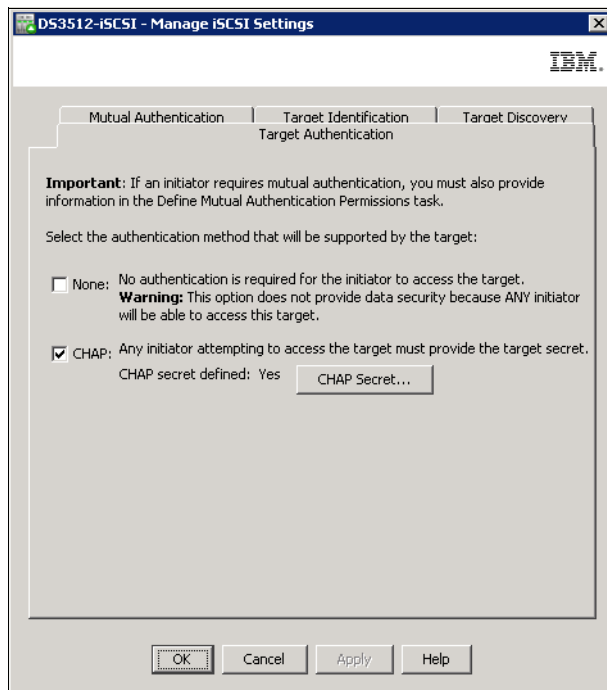 DS3512-iSCSI - Manage iSCSI Settings
IBM.
Mutual Authentication
Target Identification
Target Discovery
Target Authentication
Important: If an initiator requires mutual authentication, you must also provide
information in the Define Mutual Authentication Permissions task.
Select the authentication method that will be supported by the target:
None: No authentication is required for the initiator to access the target.
Warning: This option does not provide data security because ANY initiator
will be able to access this target.
CHAP: Any initiator attempting to access the target must provide the target secret.
CHAP secret defined: Yes CHAP Secret...
OK Cancel Apply Help